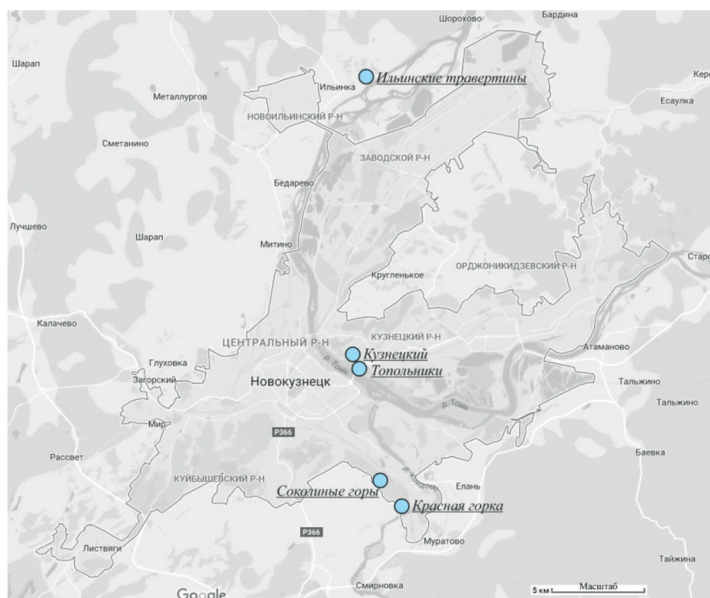 Шорохово
Бардина
Шарап
Ильинские травертины
Ильинка
Металлургов
Есаулка
НОВОИЛЬИНСКИЙ Р-Н
Сметанино
ЗАВОДСКОЙ Р-Н
Бедарево
Лучшево
Шарап
Митино
ОРДЖОНИКИДЗЕВСКИЙ Р-Н
Кругленькое
Калачево
КУЗНЕЦКИЙ Р-Н
ЦЕНТРАЛЬНЫЙ Р-Н
Атаманово
Кузнецкий
Глуховка
р. Томь
Топольники
Загорский
Новокузнецк
Тальжино
Тальжино
р. Томь
Мир
Р366
Баевка
Рассвет
р. Кондома
КУЙБЫШЕВСКИЙ Р-Н
Елань
Соколиные горы
Красная горка
Р366
Листвяги
Муратово
Тайжина
Смирновка
Google
5 км
Масштаб